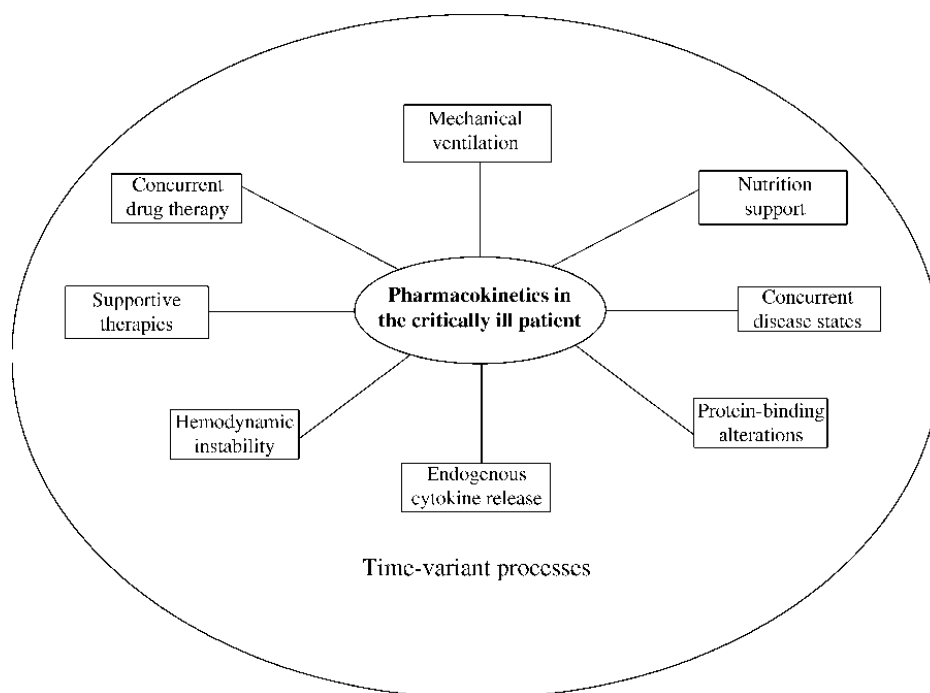 Mechanical
ventilation
Concurrent
drug therapy
Nutrition
support
Pharmacokinetics in
the critically ill patient
Supportive
therapies
Concurrent
disease states
Hemodynamic
instability
Protein-binding
alterations
Endogenous
cytokine release
Time-variant processes